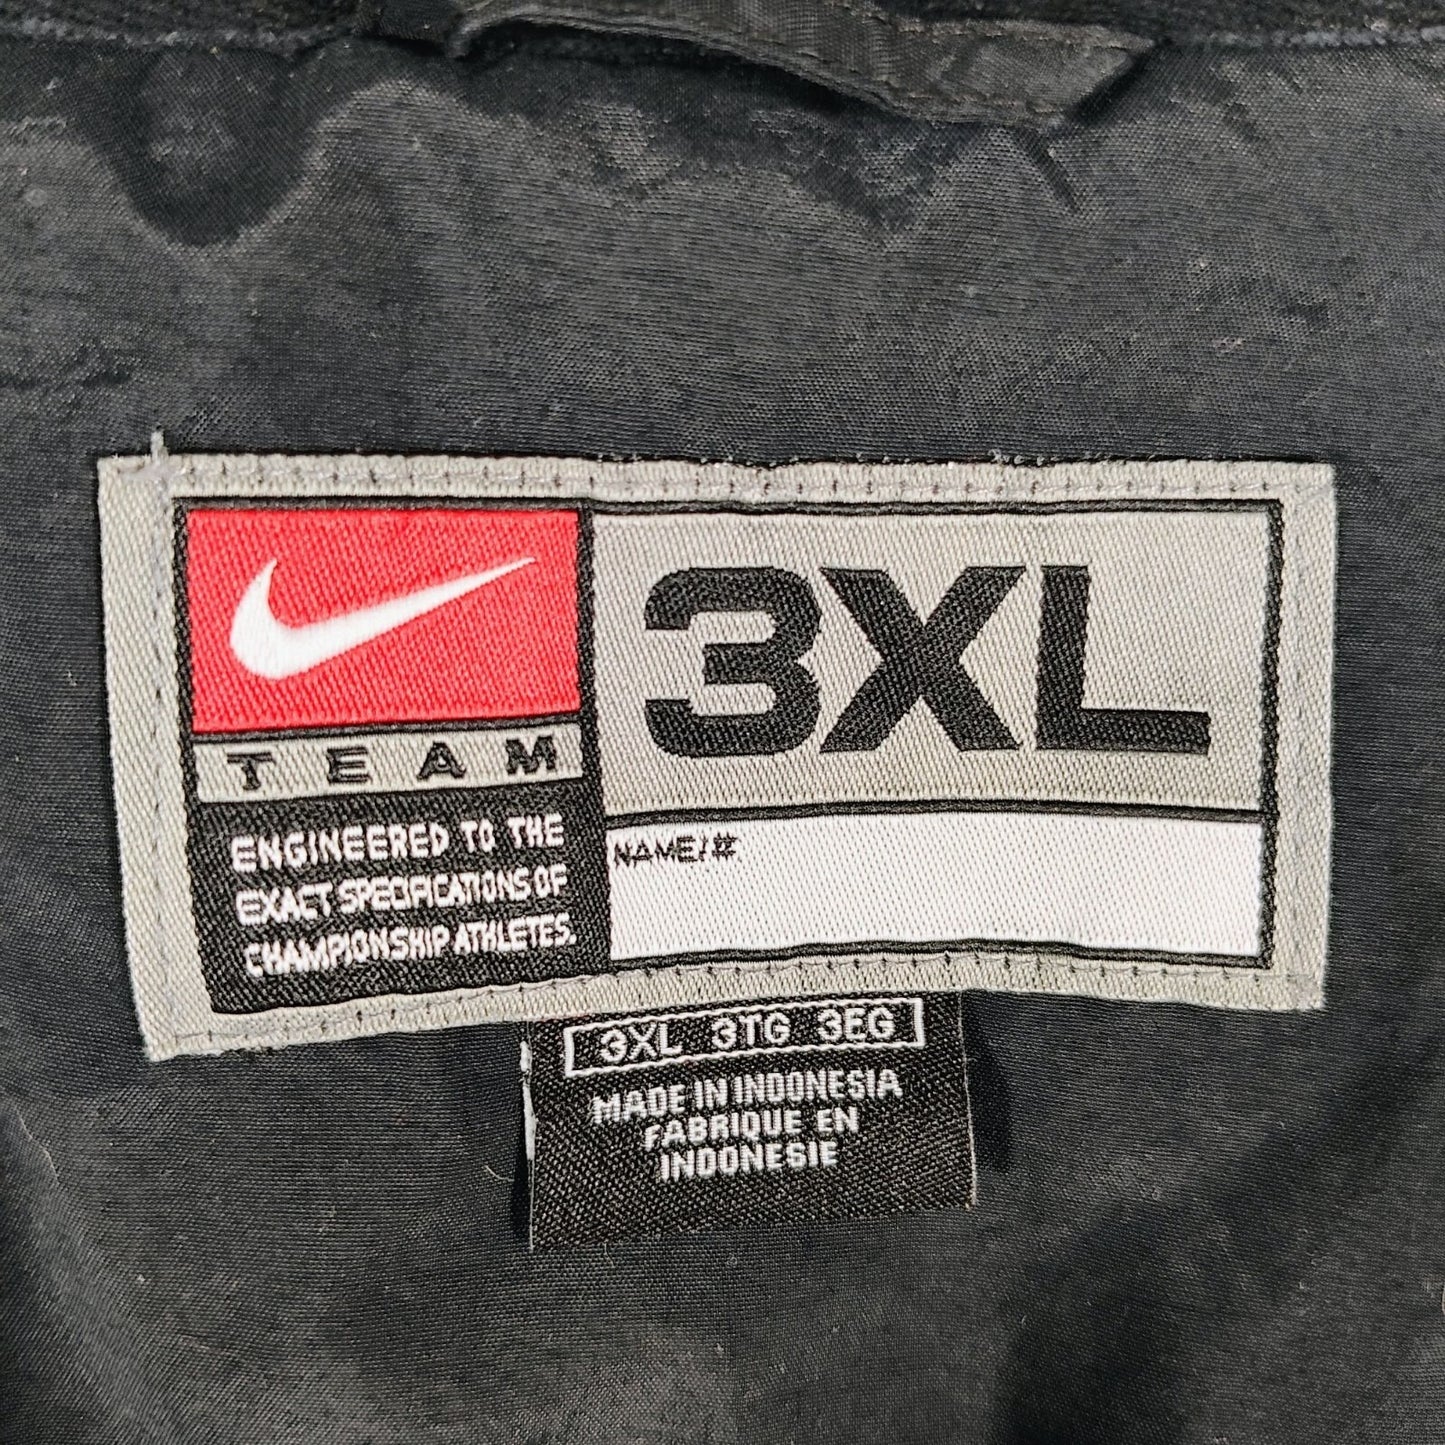 TEAM
ENGINEERED TO THE
EXACT SPECIFICATIONS OF
CHAMPIONSHIP ATHLETES.
3XL
NAME/#
3XL 3TG 3EG
MADE IN INDONESIA
FABRIQUE EN
INDONESIE